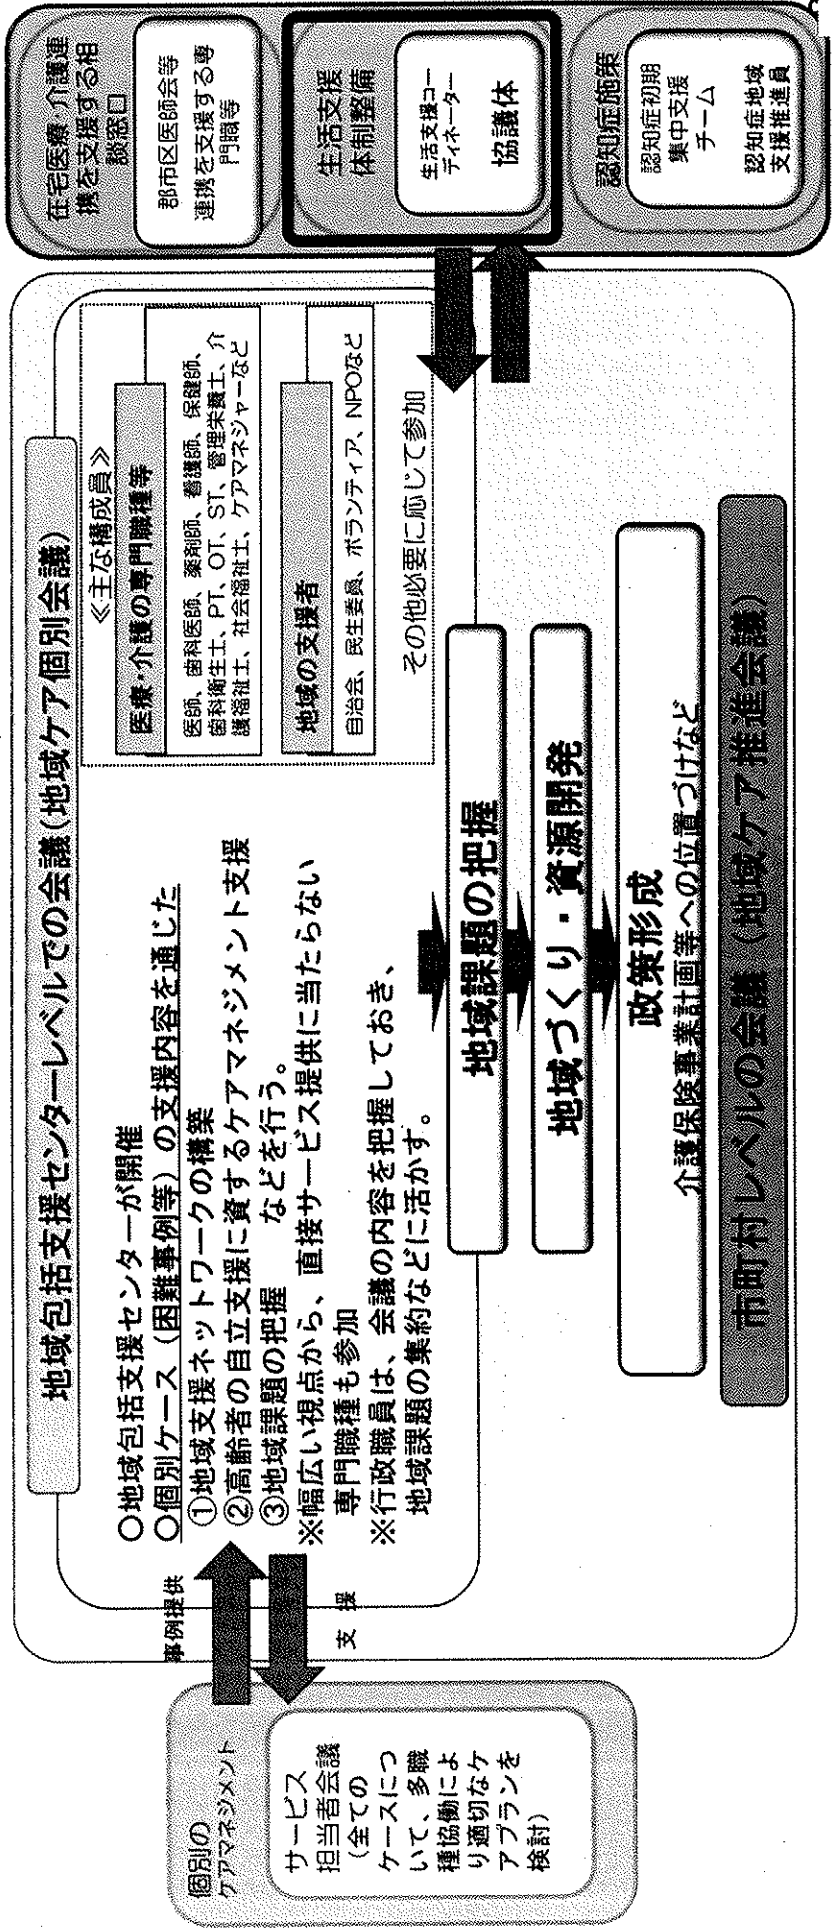 地域包括支援センターレベルでの会議(地域ケア個別会議)
○地域包括支援センターが開催
○個別ケース（困難事例等）の支援内容を通じた
①地域支援ネットワークの構築
②高齢者の自立支援に資するケアマネジメント支援
③地域課題の把握　などを行う。
※幅広い視点から、直接サービス提供に当たらない
専門職種も参加
※行政職員は、会議の内容を把握しておき、
地域課題の集約などに活かす。
≪主な構成員≫
医療・介護の専門職種等
医師、歯科医師、薬剤師、看護師、保健師、
歯科衛生士、PT、OT、ST、管理栄養士、介
護福祉士、社会福祉士、ケアマネジャーなど
地域の支援者
自治会、民生委員、ボランティア、NPOなど
その他必要に応じて参加
個別の
ケアマネジメント
サービス
担当者会議
（全ての
ケースにつ
いて、多職
種協働によ
り適切なケ
アプランを
検討）
事例提供
支　援
地域課題の把握
地域づくり・資源開発
政策形成
介護保険事業計画等への位置づけなど
市町村レベルの会議（地域ケア推進会議）
在宅医療・介護連
携を支援する相
談窓口
郡市区医師会等
連携を支援する専
門職等
生活支援
体制整備
生活支援コー
ディネーター
協議体
認知症施策
認知症初期
集中支援
チーム
認知症地域
支援推進員